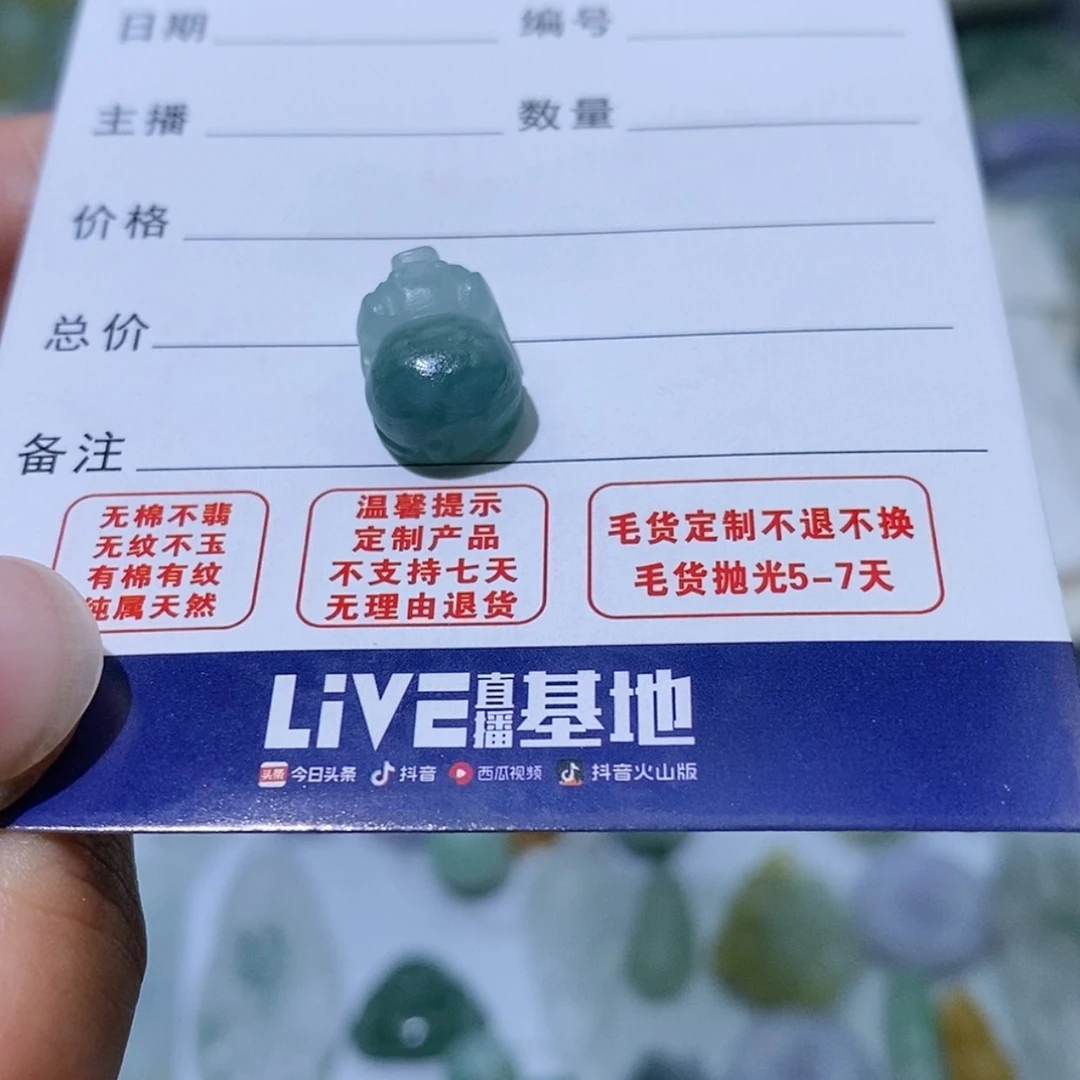 日期 编号
主播 数量
价格
总价
备注
无棉不翡
无纹不玉
有棉有纹
纯属天然
温馨提示
定制产品
不支持七天
无理由退货
毛货定制不退不换
毛货抛光5-7天
LiVE直播基地
头条 今日头条 抖音 西瓜视频 抖音火山版